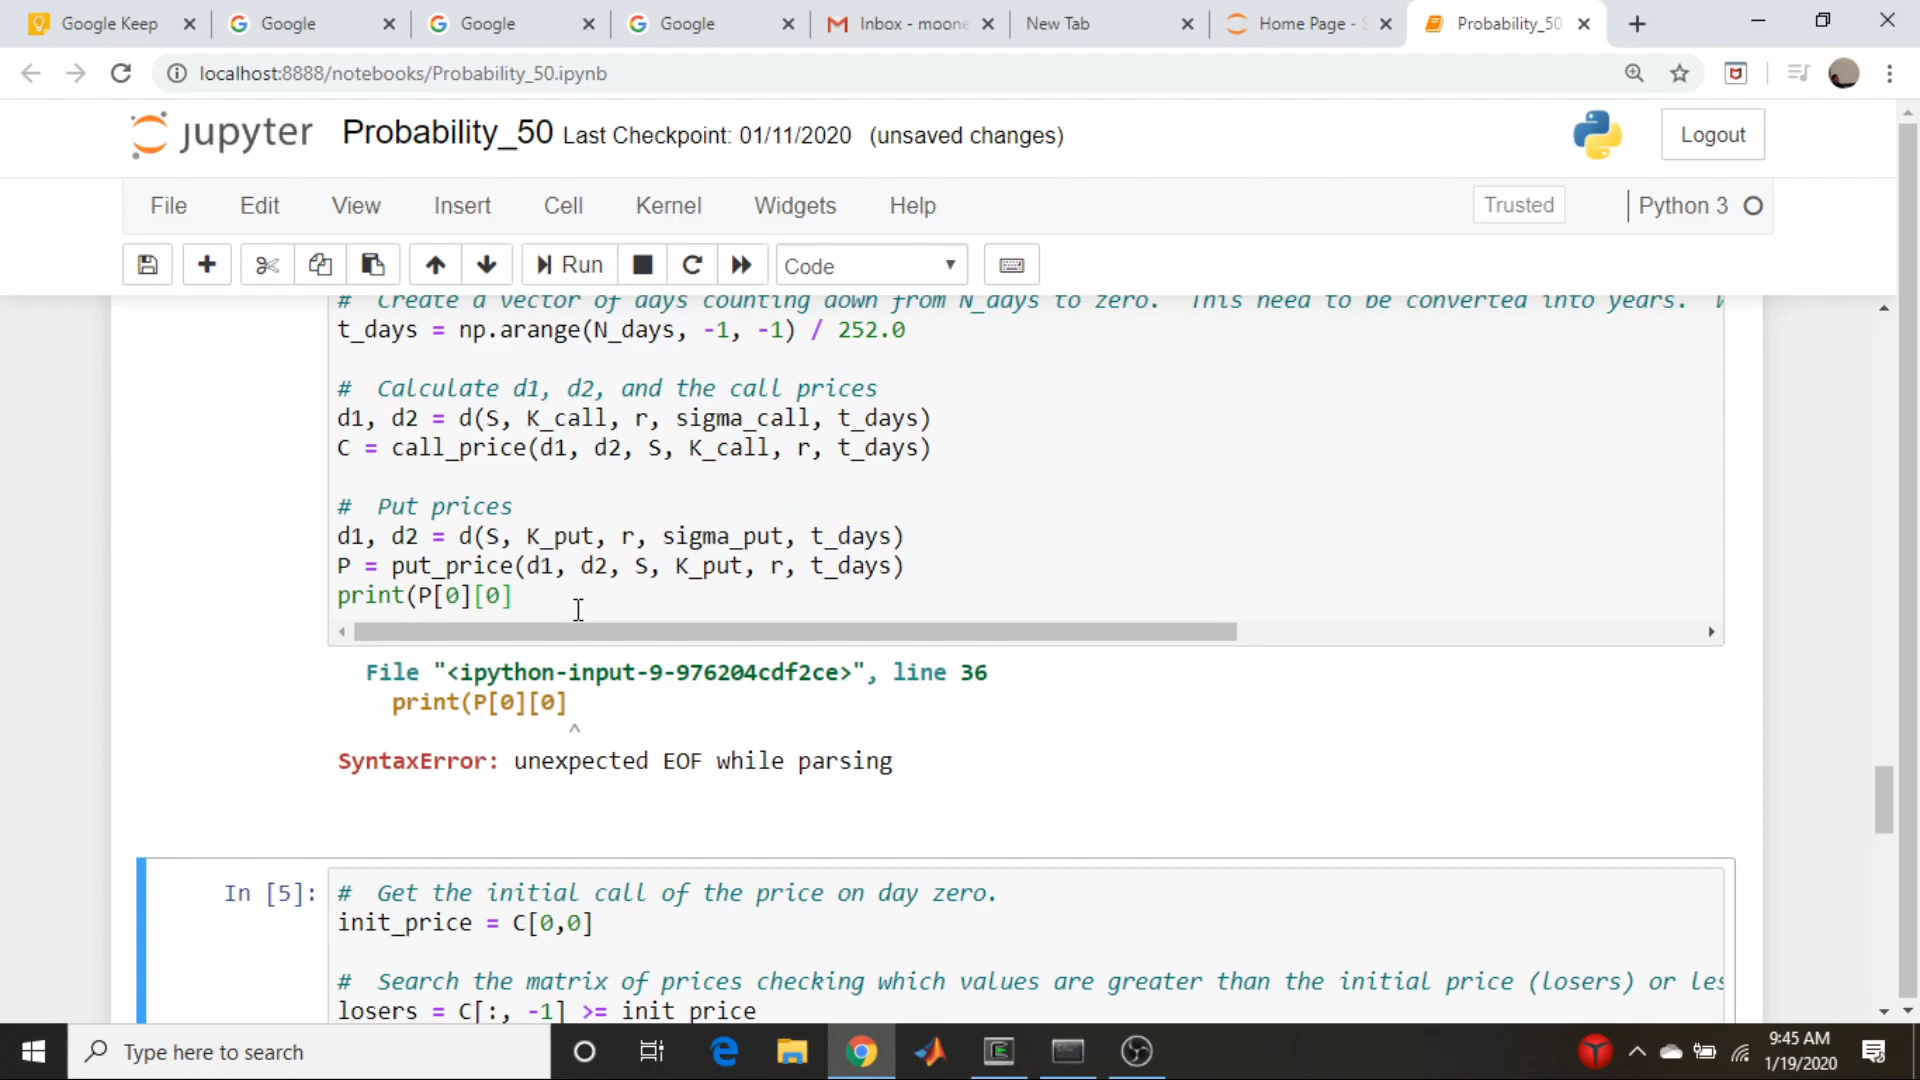 Google Keep
Google
Google
Google
Inbox - moone
New Tab
Home Page - S
Probability_50
localhost:8888/notebooks/Probability_50.ipynb
jupyter Probability_50 Last Checkpoint: 01/11/2020 (unsaved changes)
Logout
File Edit View Insert Cell Kernel Widgets Help
Trusted
Python 3
Run
Code
# Create a vector of days counting down from N_days to zero. This need to be converted into years.
t_days = np.arange(N_days, -1, -1) / 252.0
# Calculate d1, d2, and the call prices
d1, d2 = d(S, K_call, r, sigma_call, t_days)
C = call_price(d1, d2, S, K_call, r, t_days)
# Put prices
d1, d2 = d(S, K_put, r, sigma_put, t_days)
P = put_price(d1, d2, S, K_put, r, t_days)
print(P[0][0]
File "<ipython-input-9-976204cdf2ce>", line 36
print(P[0][0]
^
SyntaxError: unexpected EOF while parsing
In [5]:
# Get the initial call of the price on day zero.
init_price = C[0,0]
# Search the matrix of prices checking which values are greater than the initial price (losers) or les
losers = C[:, -1] >= init_price
Type here to search
9:45 AM
1/19/2020